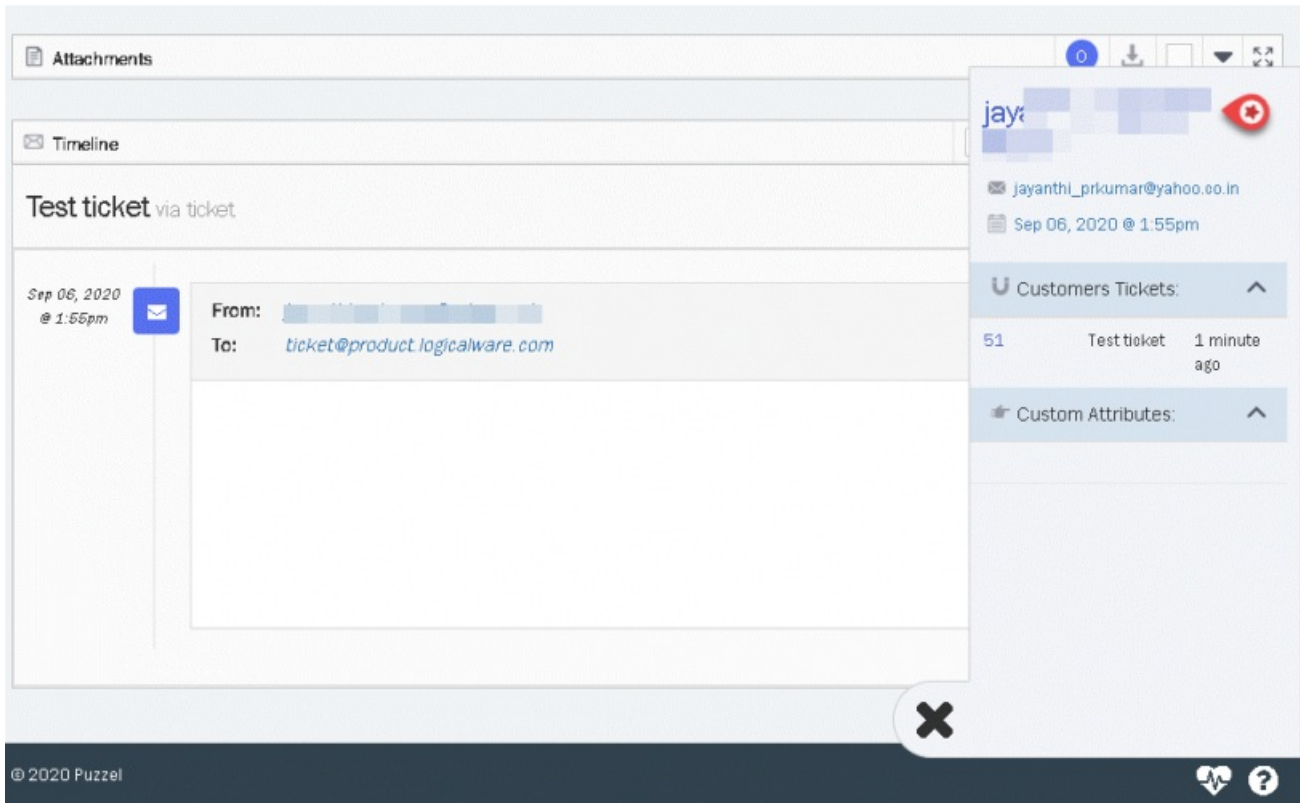 Attachments
0
Timeline
Test ticket via ticket
Sep 06, 2020
@ 1:55pm
From:
To: ticket@product.logicalware.com
jaya
jayanthi_prkumar@yahoo.co.in
Sep 06, 2020 @ 1:55pm
Customers Tickets:
51 Test ticket 1 minute
ago
Custom Attributes:
© 2020 Puzzel
?